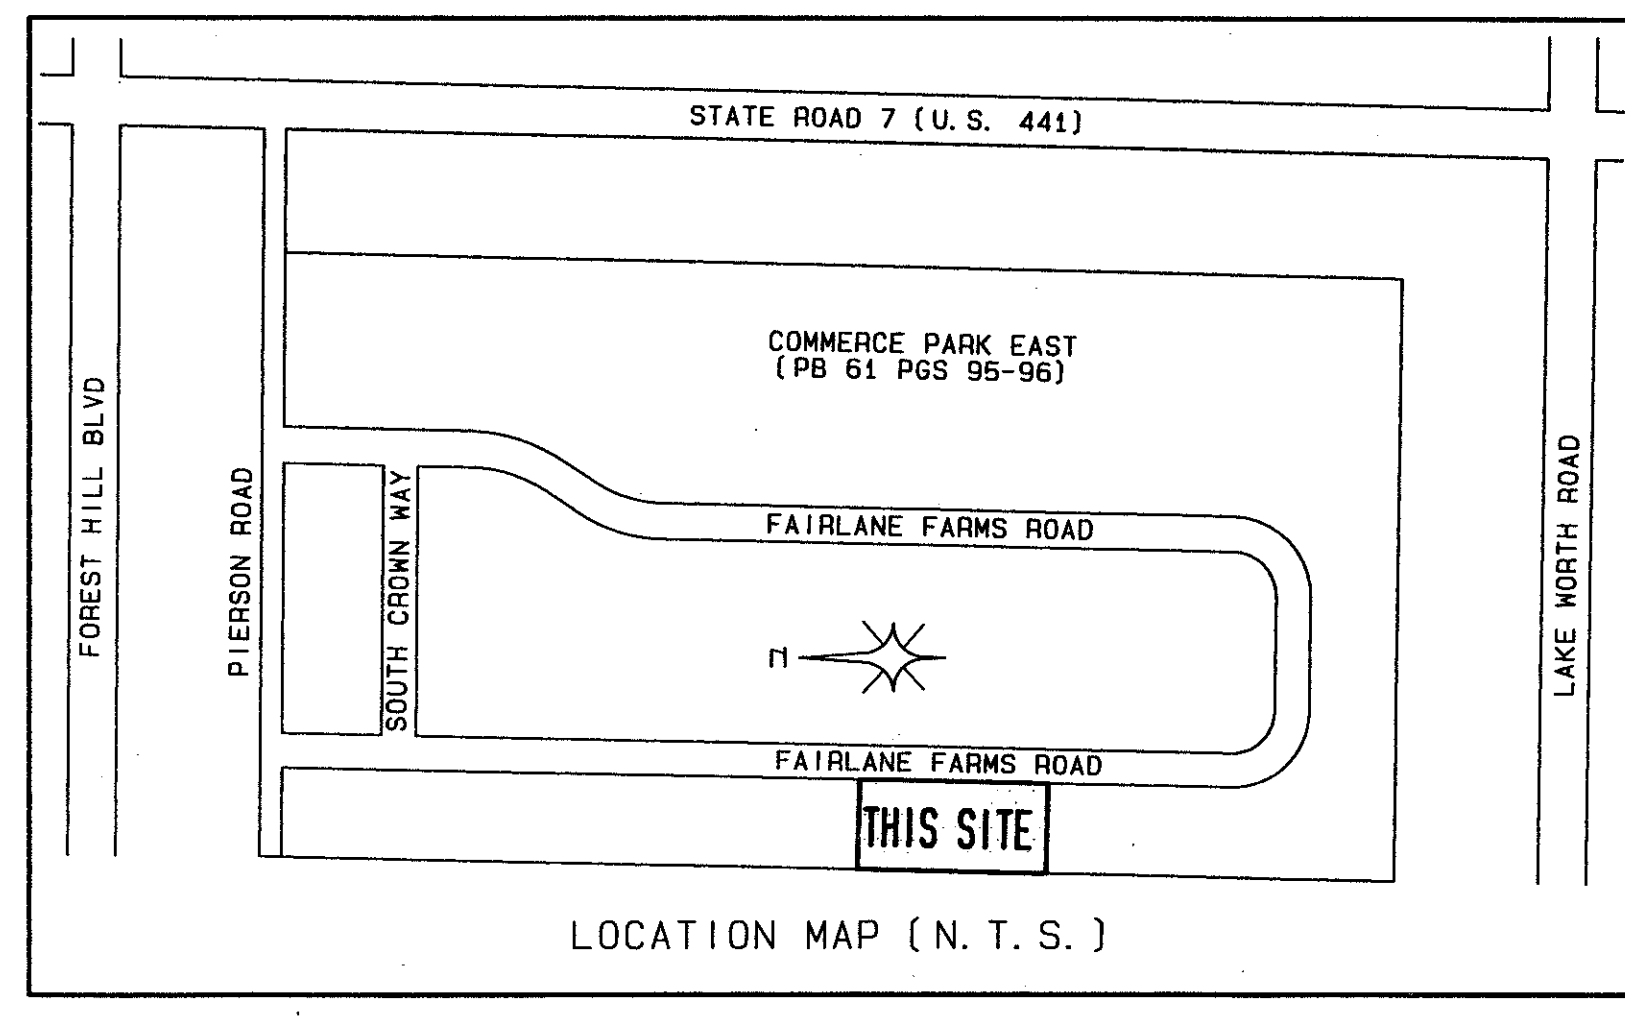 STATE ROAD 7 (U.S. 441)
COMMERCE PARK EAST
(PB 61 PGS 95-96)
FOREST HILL BLVD
PIERSON ROAD
SOUTH CROWN WAY
FAIRLANE FARMS ROAD
LAKE WORTH ROAD
N
FAIRLANE FARMS ROAD
THIS SITE
LOCATION MAP (N.T.S.)